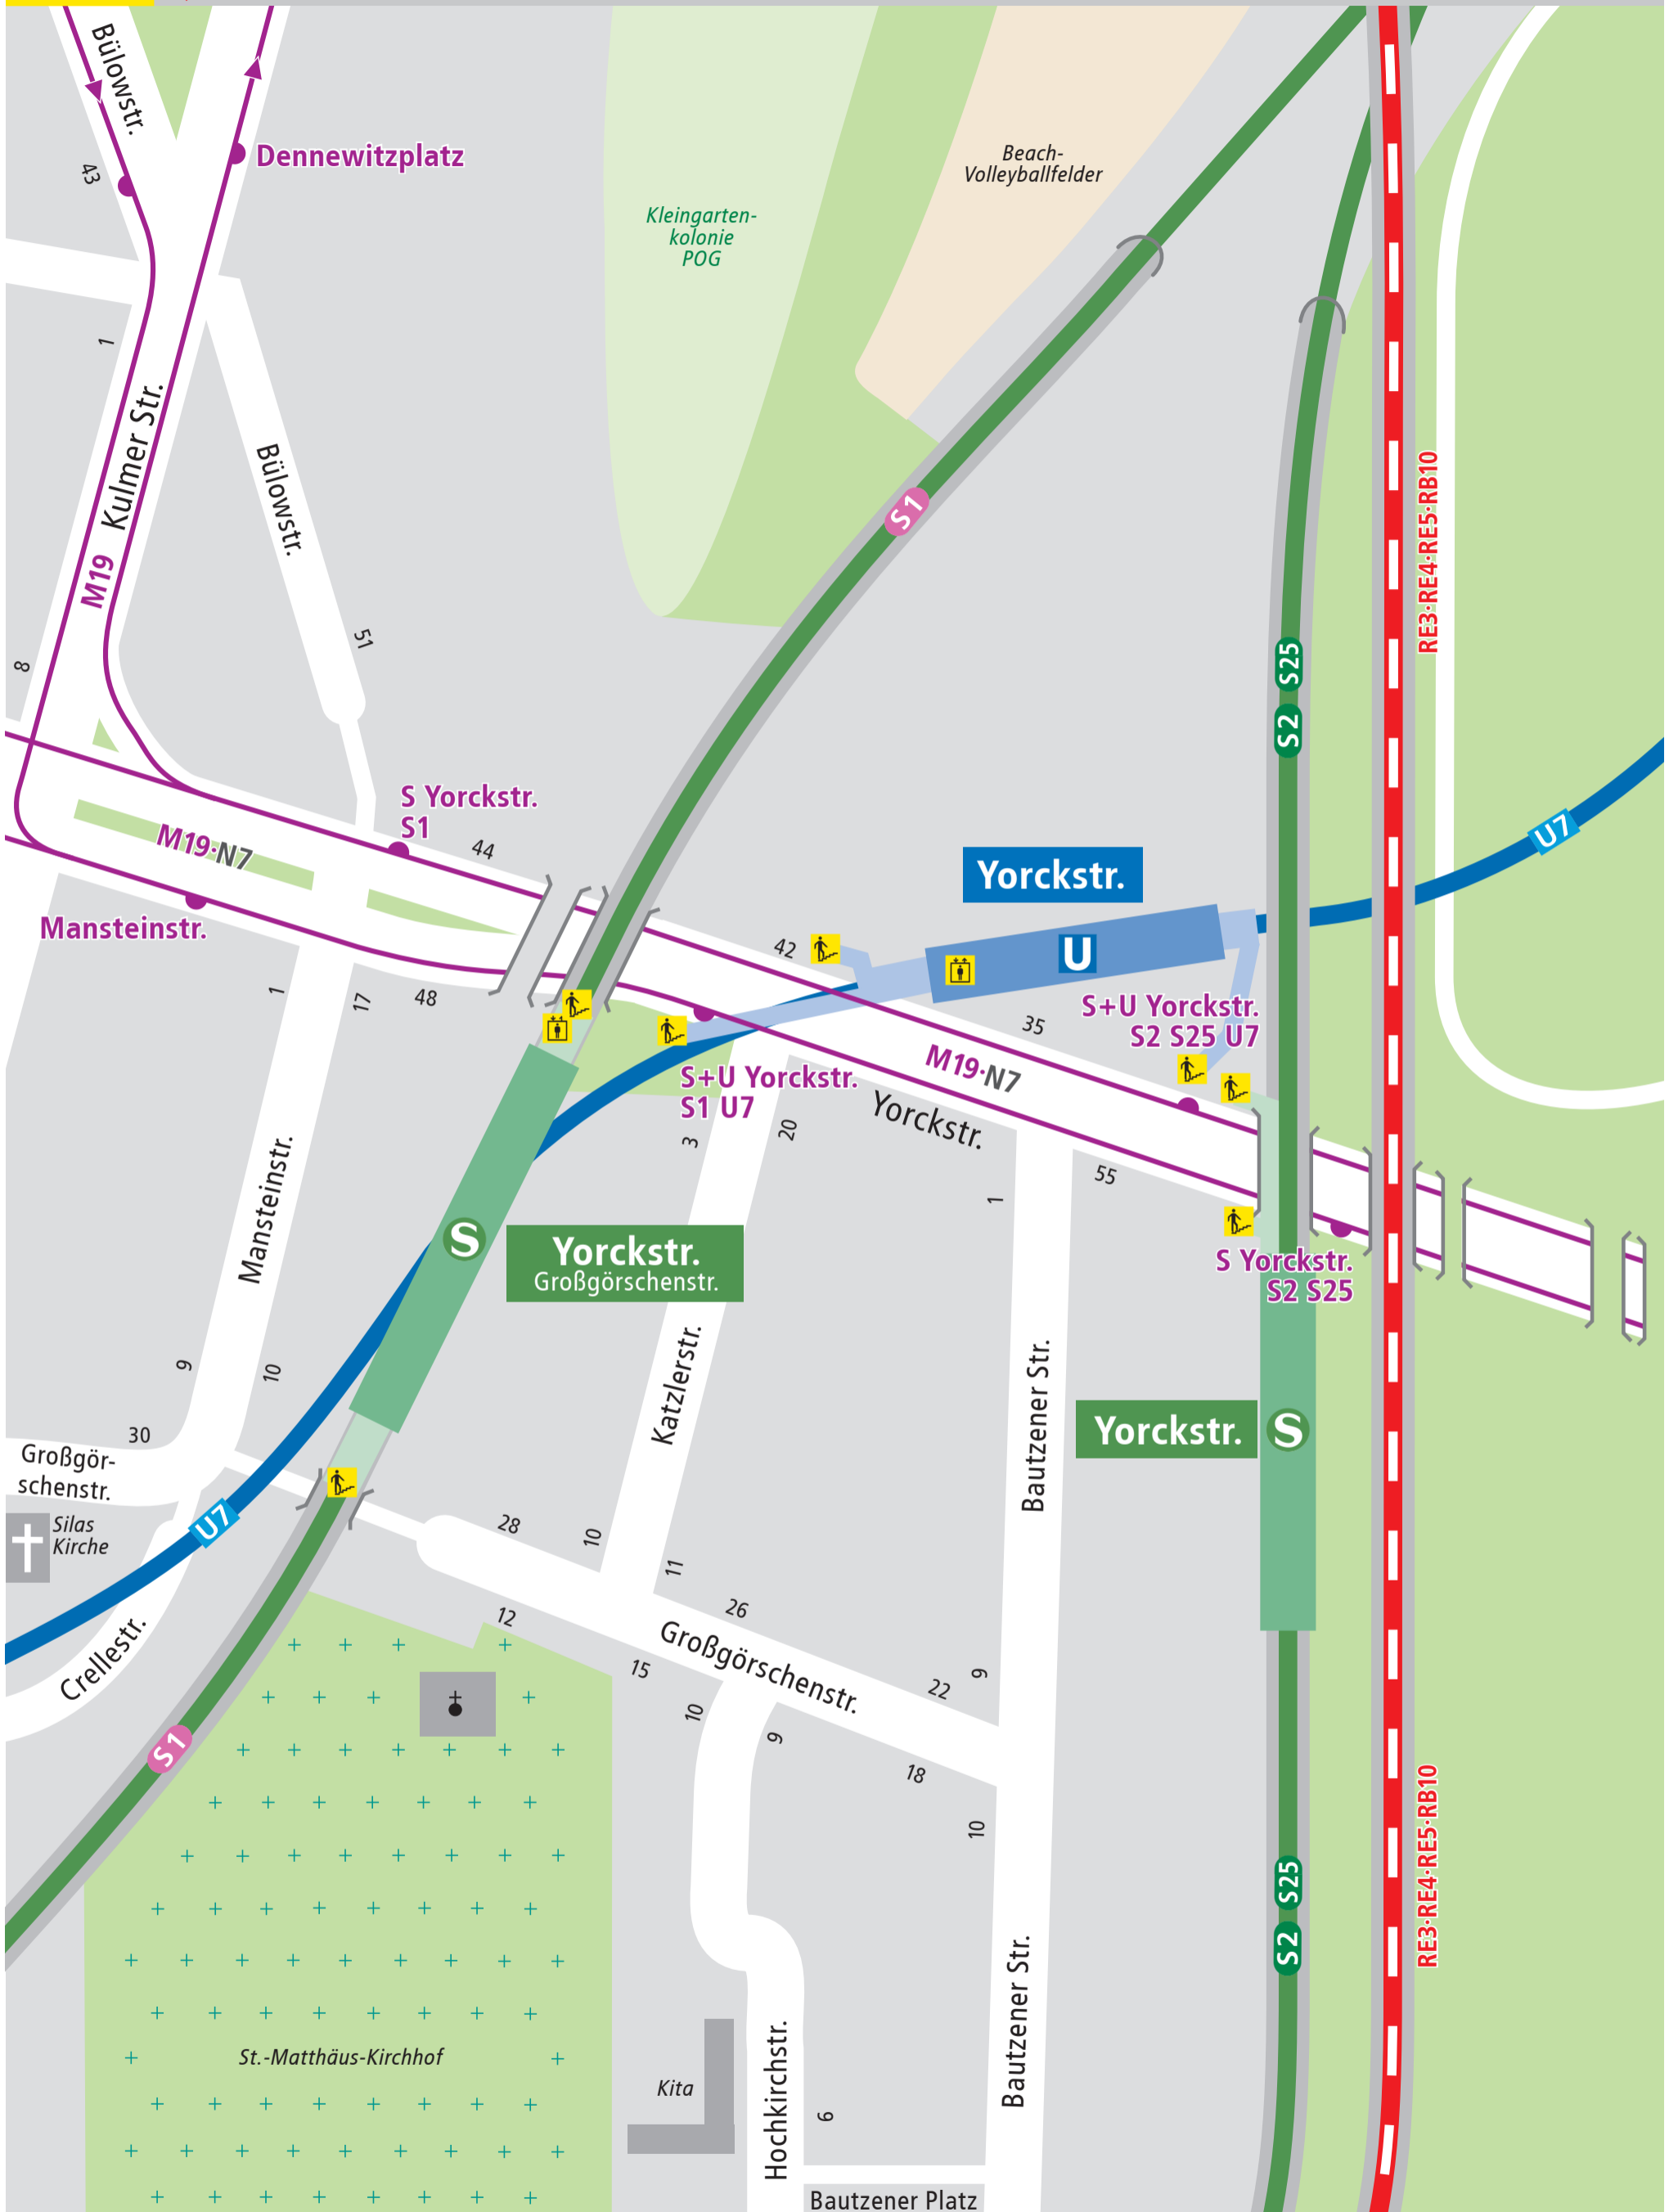 Bülowstr.
43
Dennewitzplatz
Beach-
Volleyballfelder
Kleingarten-
kolonie
POG
1
Kulmer Str.
M19
Bülowstr.
51
8
S1
S25
S2
RE3·RE4·RE5·RB10
U7
S Yorckstr.
S1
44
M19·N7
Mansteinstr.
Yorckstr.
U
42
1
17
48
35
S+U Yorckstr.
S2 S25 U7
M19·N7
S+U Yorckstr.
S1 U7
Yorckstr.
3
20
55
1
Mansteinstr.
S
Yorckstr.
Großgörschenstr.
S Yorckstr.
S2 S25
9
10
Katzlerstr.
Bautzener Str.
Yorckstr.
S
30
Großgör-
schenstr.
Silas
Kirche
U7
28
10
11
26
12
Großgörschenstr.
15
22
9
Crellestr.
10
9
18
S1
10
S25
S2
RE3·RE4·RE5·RB10
Bautzener Str.
St.-Matthäus-Kirchhof
Kita
Hochkirchstr.
6
Bautzener Platz